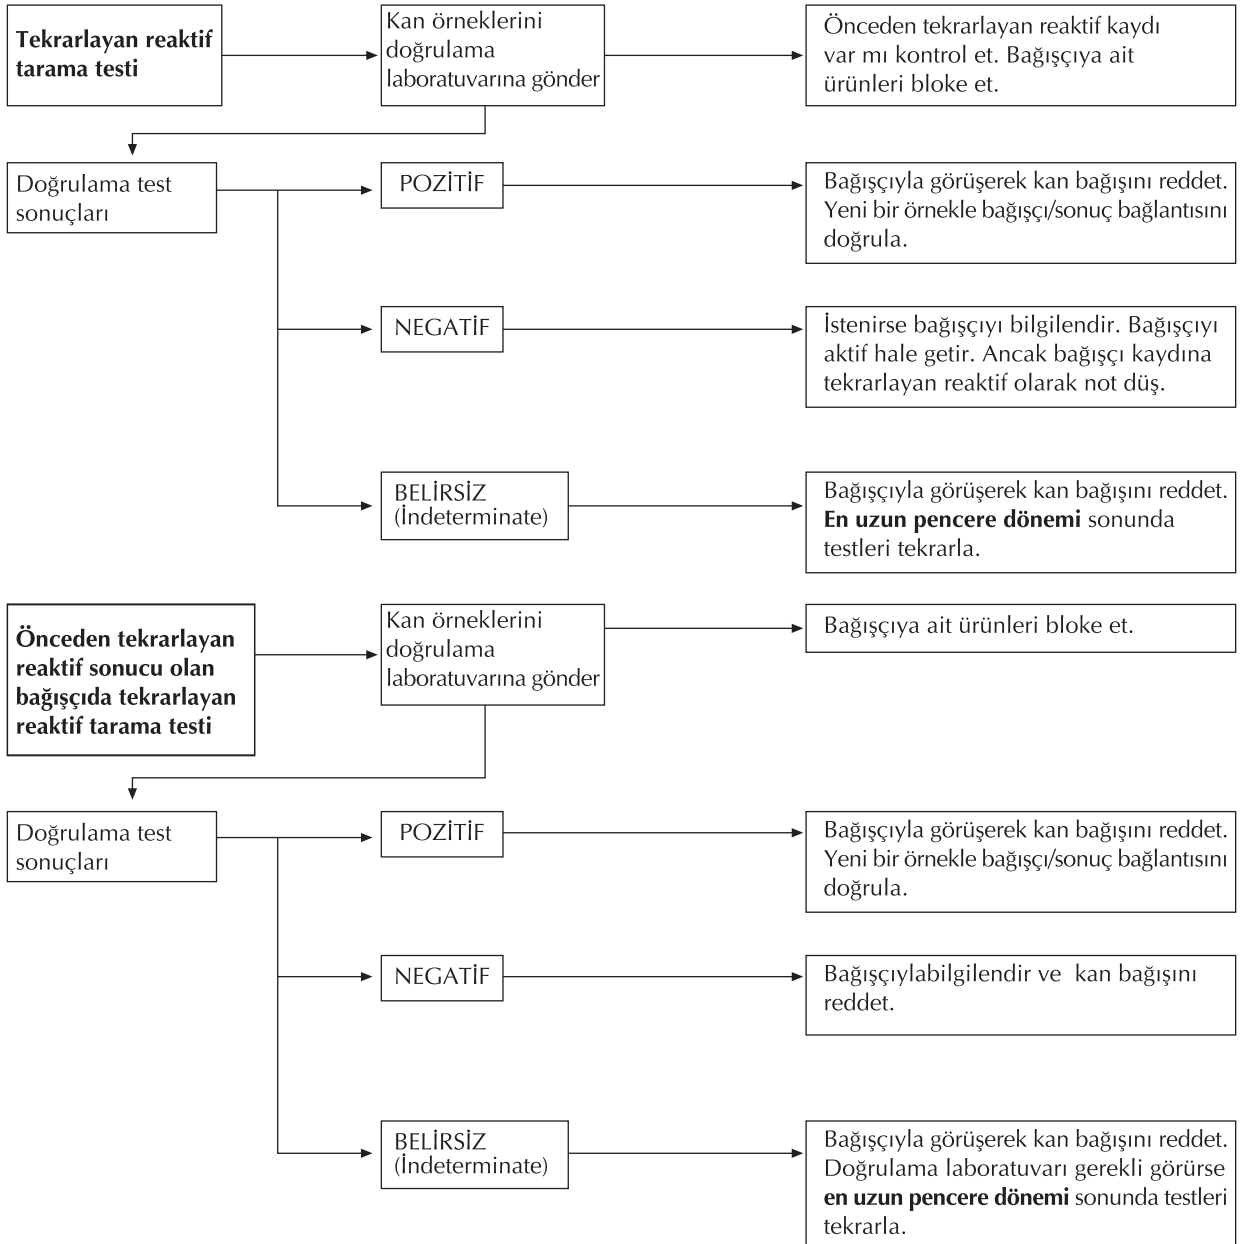 Tekrarlayan reaktif
tarama testi
Kan örneklerini
doğrulama
laboratuvarına gönder
Önceden tekrarlayan reaktif kaydı
var mı kontrol et. Bağışçıya ait
ürünleri bloke et.
Doğrulama test
sonuçları
POZİTİF
Bağışçıyla görüşerek kan bağışını reddet.
Yeni bir örnekle bağışçı/sonuç bağlantısını
doğrula.
NEGATİF
İstenirse bağışçıyı bilgilendir. Bağışçıyı
aktif hale getir. Ancak bağışçı kaydına
tekrarlayan reaktif olarak not düş.
BELİRSİZ
(İndeterminate)
Bağışçıyla görüşerek kan bağışını reddet.
En uzun pencere dönemi sonunda
testleri tekrarla.
Önceden tekrarlayan
reaktif sonucu olan
bağışçıda tekrarlayan
reaktif tarama testi
Kan örneklerini
doğrulama
laboratuvarına gönder
Bağışçıya ait ürünleri bloke et.
Doğrulama test
sonuçları
POZİTİF
Bağışçıyla görüşerek kan bağışını reddet.
Yeni bir örnekle bağışçı/sonuç bağlantısını
doğrula.
NEGATİF
Bağışçıylabilgilendir ve  kan bağışını
reddet.
BELİRSİZ
(İndeterminate)
Bağışçıyla görüşerek kan bağışını reddet.
Doğrulama laboratuvarı gerekli görürse
en uzun pencere dönemi sonunda testleri
tekrarla.